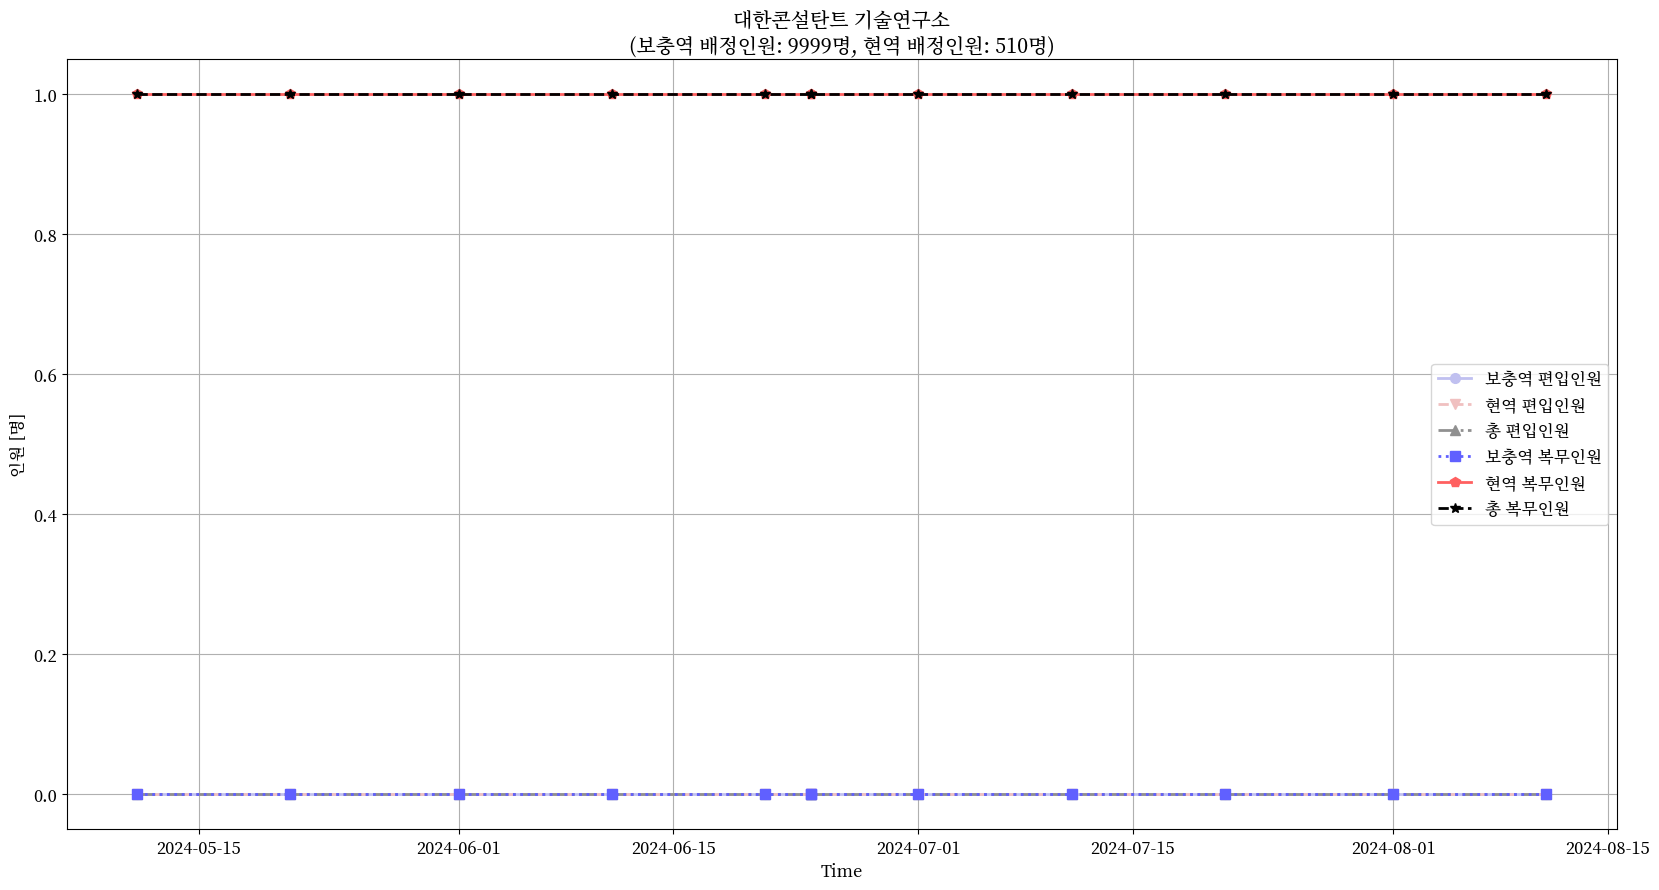 대한콘설탄트 기술연구소
(보충역 배정인원: 9999명, 현역 배정인원: 510명)
인원 [명]
1.0
0.8
0.6
0.4
0.2
0.0
보충역 편입인원
현역 편입인원
총 편입인원
보충역 복무인원
현역 복무인원
총 복무인원
2024-05-15
2024-06-01
2024-06-15
2024-07-01
2024-07-15
2024-08-01
2024-08-15
Time